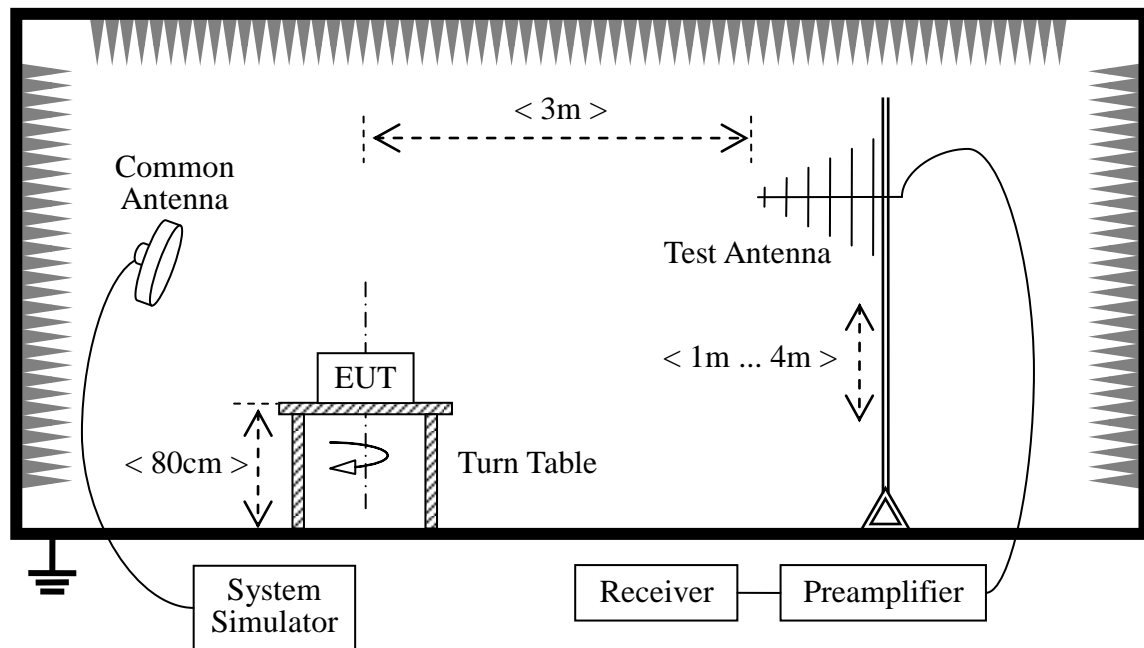 < 3m >
Common
Antenna
Test Antenna
< 1m ... 4m >
EUT
< 80cm >
Turn Table
System
Simulator
Receiver
Preamplifier